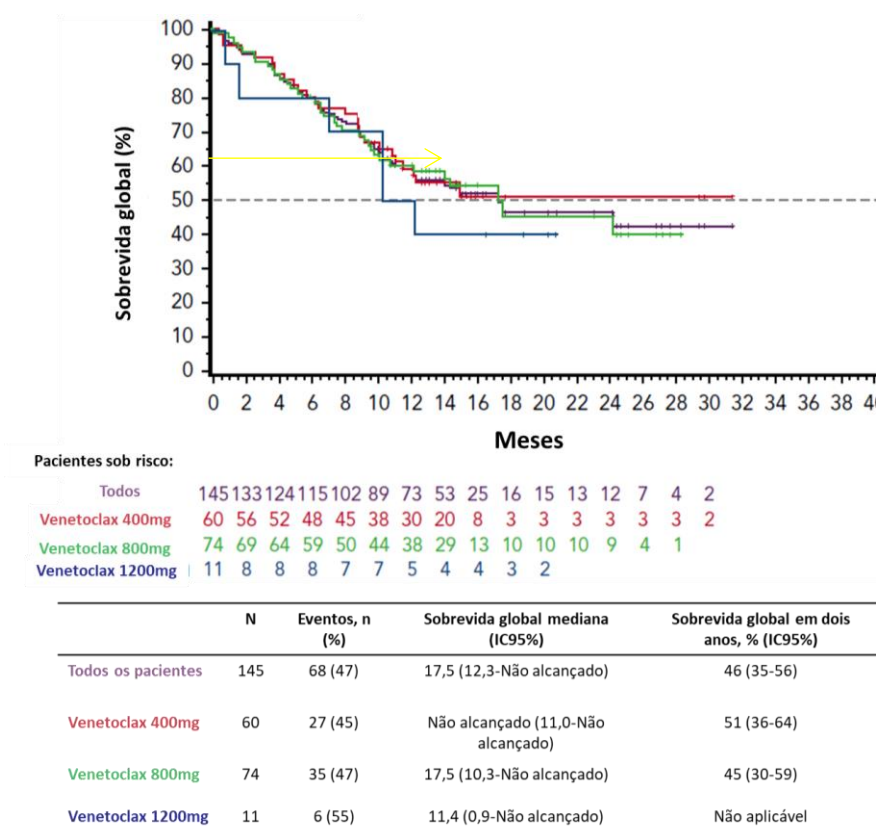 Sobrevida global (%)
100
90
80
70
60
50
40
30
20
10
0
0 2 4 6 8 10 12 14 16 18 20 22 24 26 28 30 32 34 36 38 40
Meses
Pacientes sob risco:
Todos 145 133 124 115 102 89 73 53 25 16 15 13 12 7 4 2
Venetoclax 400mg 60 56 52 48 45 38 30 20 8 3 3 3 3 3 3 2
Venetoclax 800mg 74 69 64 59 50 44 38 29 13 10 10 10 9 4 1
Venetoclax 1200mg 11 8 8 8 7 7 5 4 4 3 2
N Eventos, n (%) Sobrevida global mediana (IC95%) Sobrevida global em dois anos, % (IC95%)
Todos os pacientes 145 68 (47) 17,5 (12,3-Não alcançado) 46 (35-56)
Venetoclax 400mg 60 27 (45) Não alcançado (11,0-Não alcançado) 51 (36-64)
Venetoclax 800mg 74 35 (47) 17,5 (10,3-Não alcançado) 45 (30-59)
Venetoclax 1200mg 11 6 (55) 11,4 (0,9-Não alcançado) Não aplicável